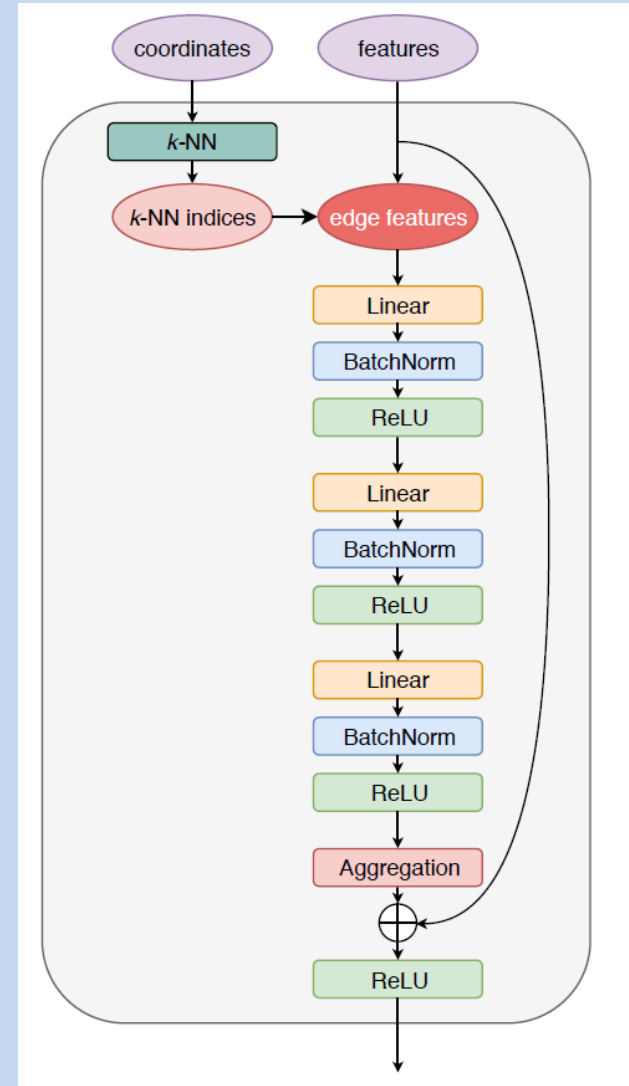 coordinates
features
k-NN
k-NN indices
edge features
Linear
BatchNorm
ReLU
Linear
BatchNorm
ReLU
Linear
BatchNorm
ReLU
Aggregation
ReLU